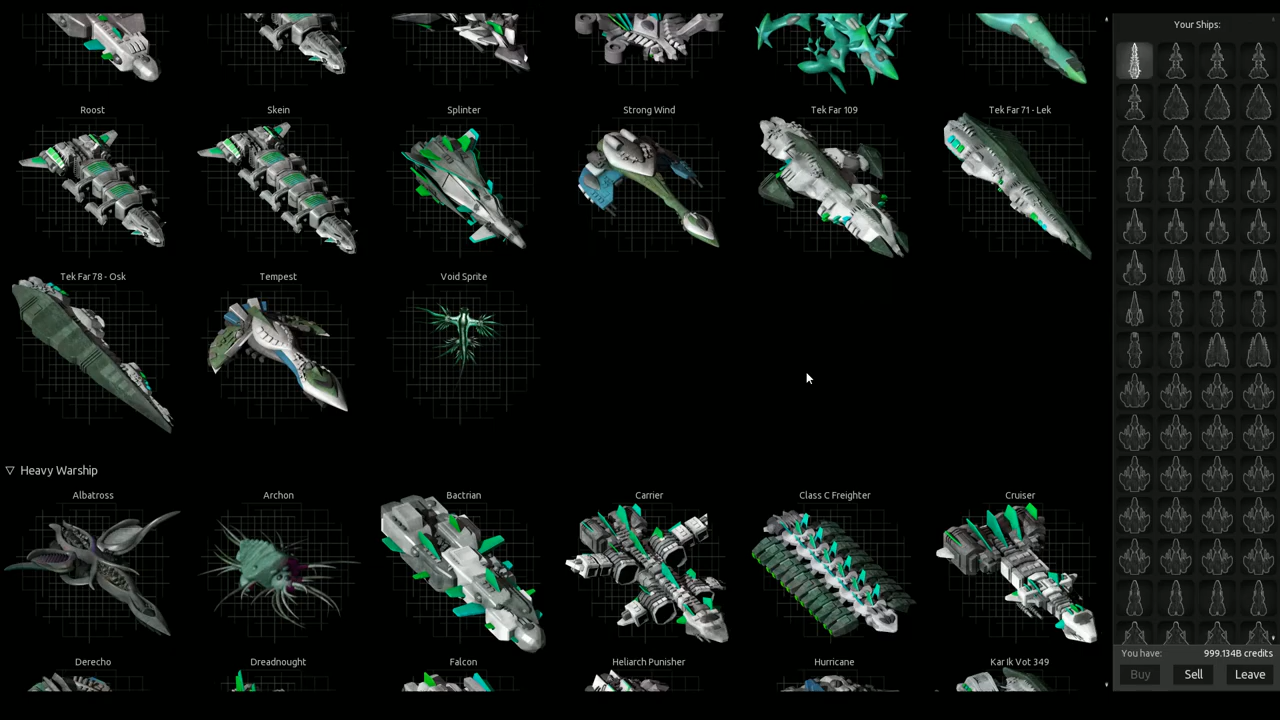 Your Ships:
Roost Skein Splinter Strong Wind Tek Far 109 Tek Far 71 - Lek
Tek Far 78 - Osk Tempest Void Sprite
▽ Heavy Warship
Albatross Archon Bactrian Carrier Class C Freighter Cruiser
Derecho Dreadnought Falcon Heliarch Punisher Hurricane Kar Ik Vot 349
You have: 999.134B credits
Buy Sell Leave